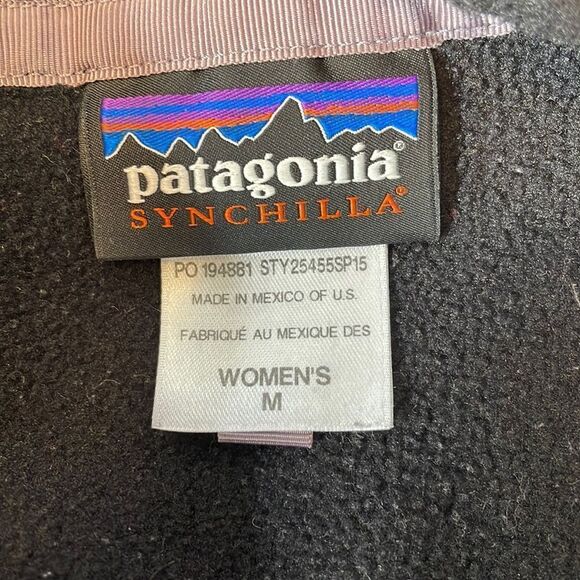 patagonia®
SYNCHILLA®
PO 194881 STY25455SP15
MADE IN MEXICO OF U.S.
FABRIQUÉ AU MEXIQUE DES
WOMEN'S
M